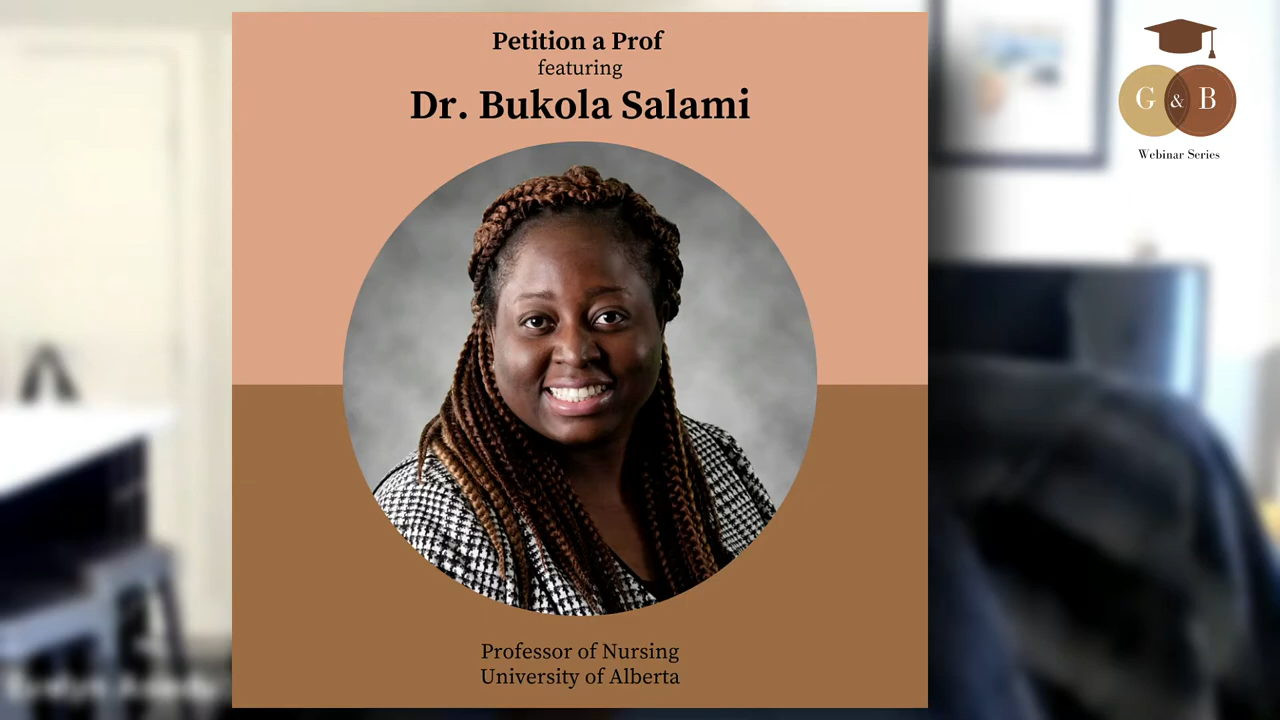 Petition a Prof
featuring
Dr. Bukola Salami
G & B
Webinar Series
Professor of Nursing
University of Alberta